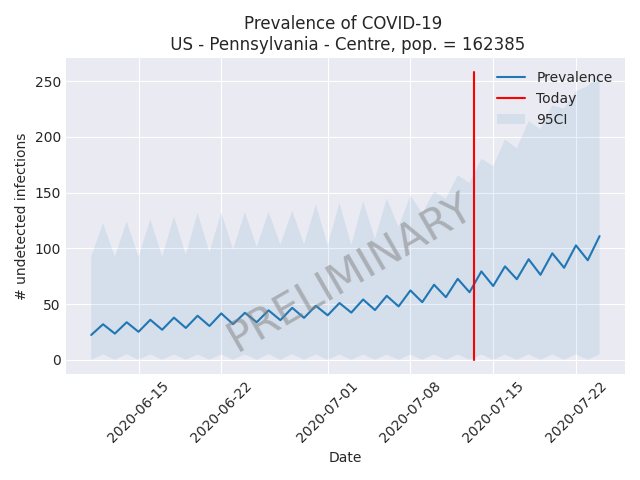 Prevalence of COVID-19
US - Pennsylvania - Centre, pop. = 162385
250
200
150
100
50
0
# undetected infections
Prevalence
Today
95CI
PRELIMINARY
2020-06-15
2020-06-22
2020-07-01
2020-07-08
2020-07-15
2020-07-22
Date